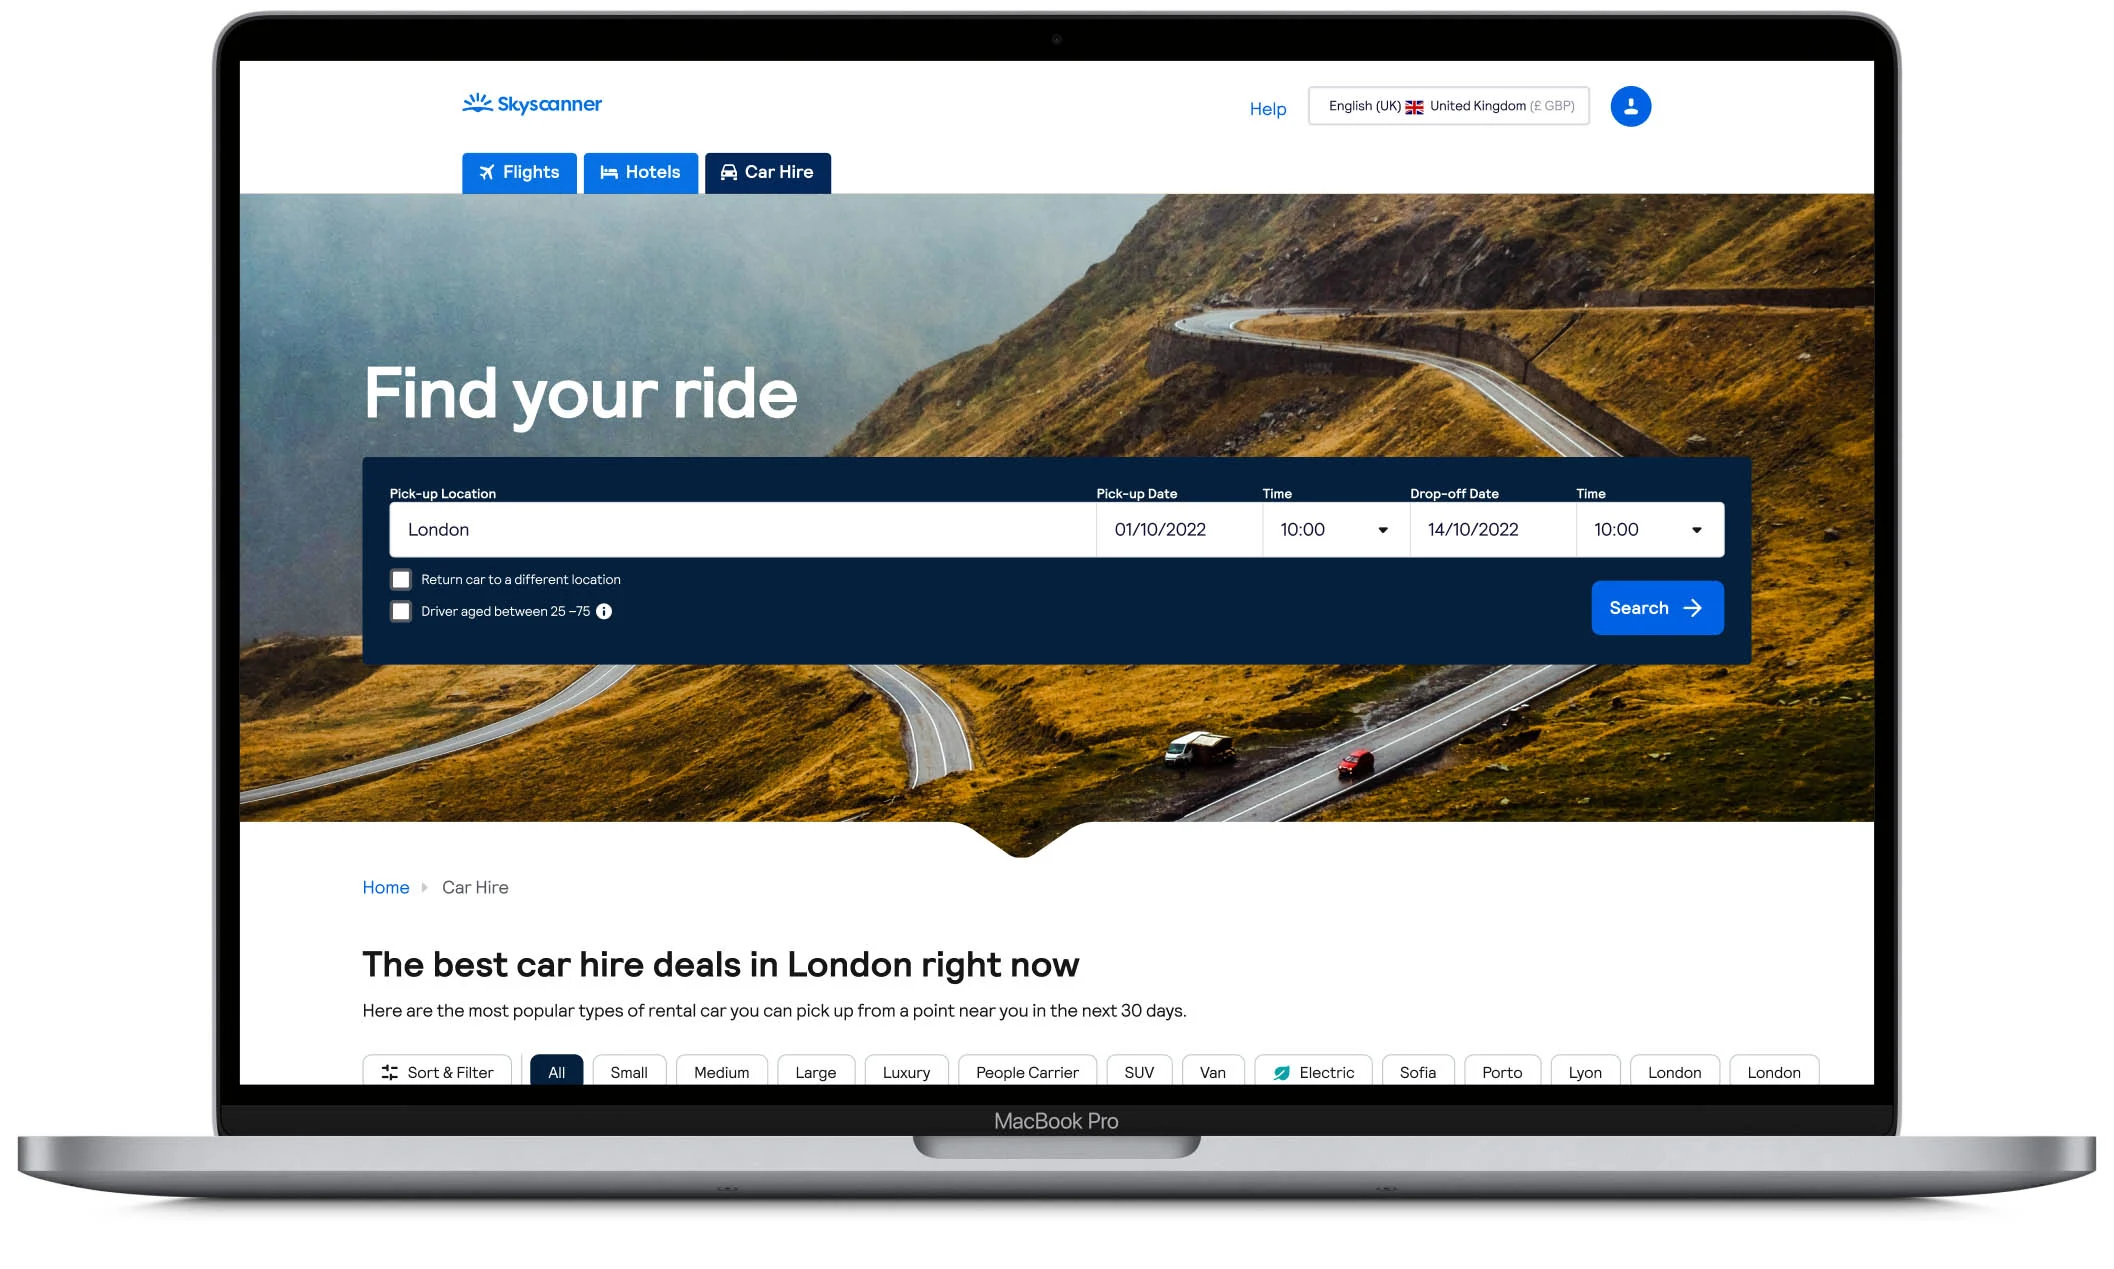 Skyscanner
Help
English (UK) United Kingdom (£ GBP)
Flights
Hotels
Car Hire
Find your ride
Pick-up Location
Pick-up Date
Time
Drop-off Date
Time
London
01/10/2022
10:00
14/10/2022
10:00
Return car to a different location
Driver aged between 25 –75
Search
Home
Car Hire
The best car hire deals in London right now
Here are the most popular types of rental car you can pick up from a point near you in the next 30 days.
Sort & Filter
All
Small
Medium
Large
Luxury
People Carrier
SUV
Van
Electric
Sofia
Porto
Lyon
London
London
MacBook Pro